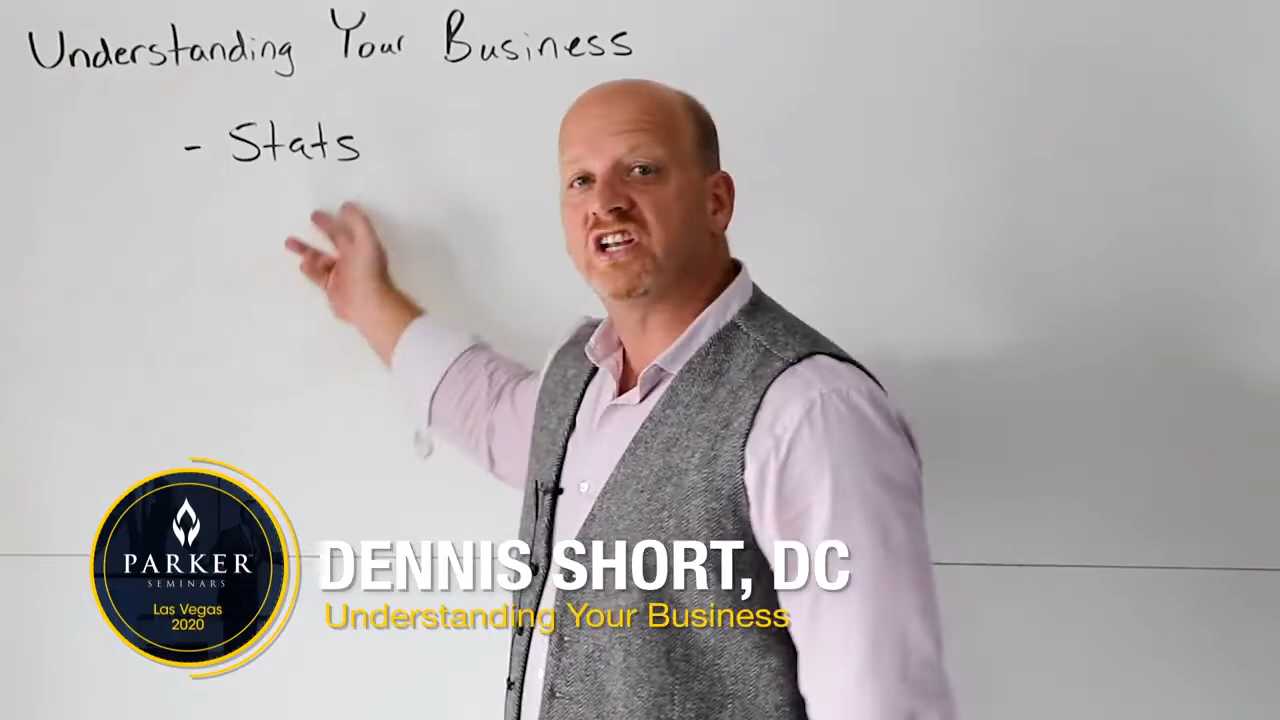 Understanding Your Business
- Stats
PARKER
SEMINARS
Las Vegas
2020
DENNIS SHORT, DC
Understanding Your Business